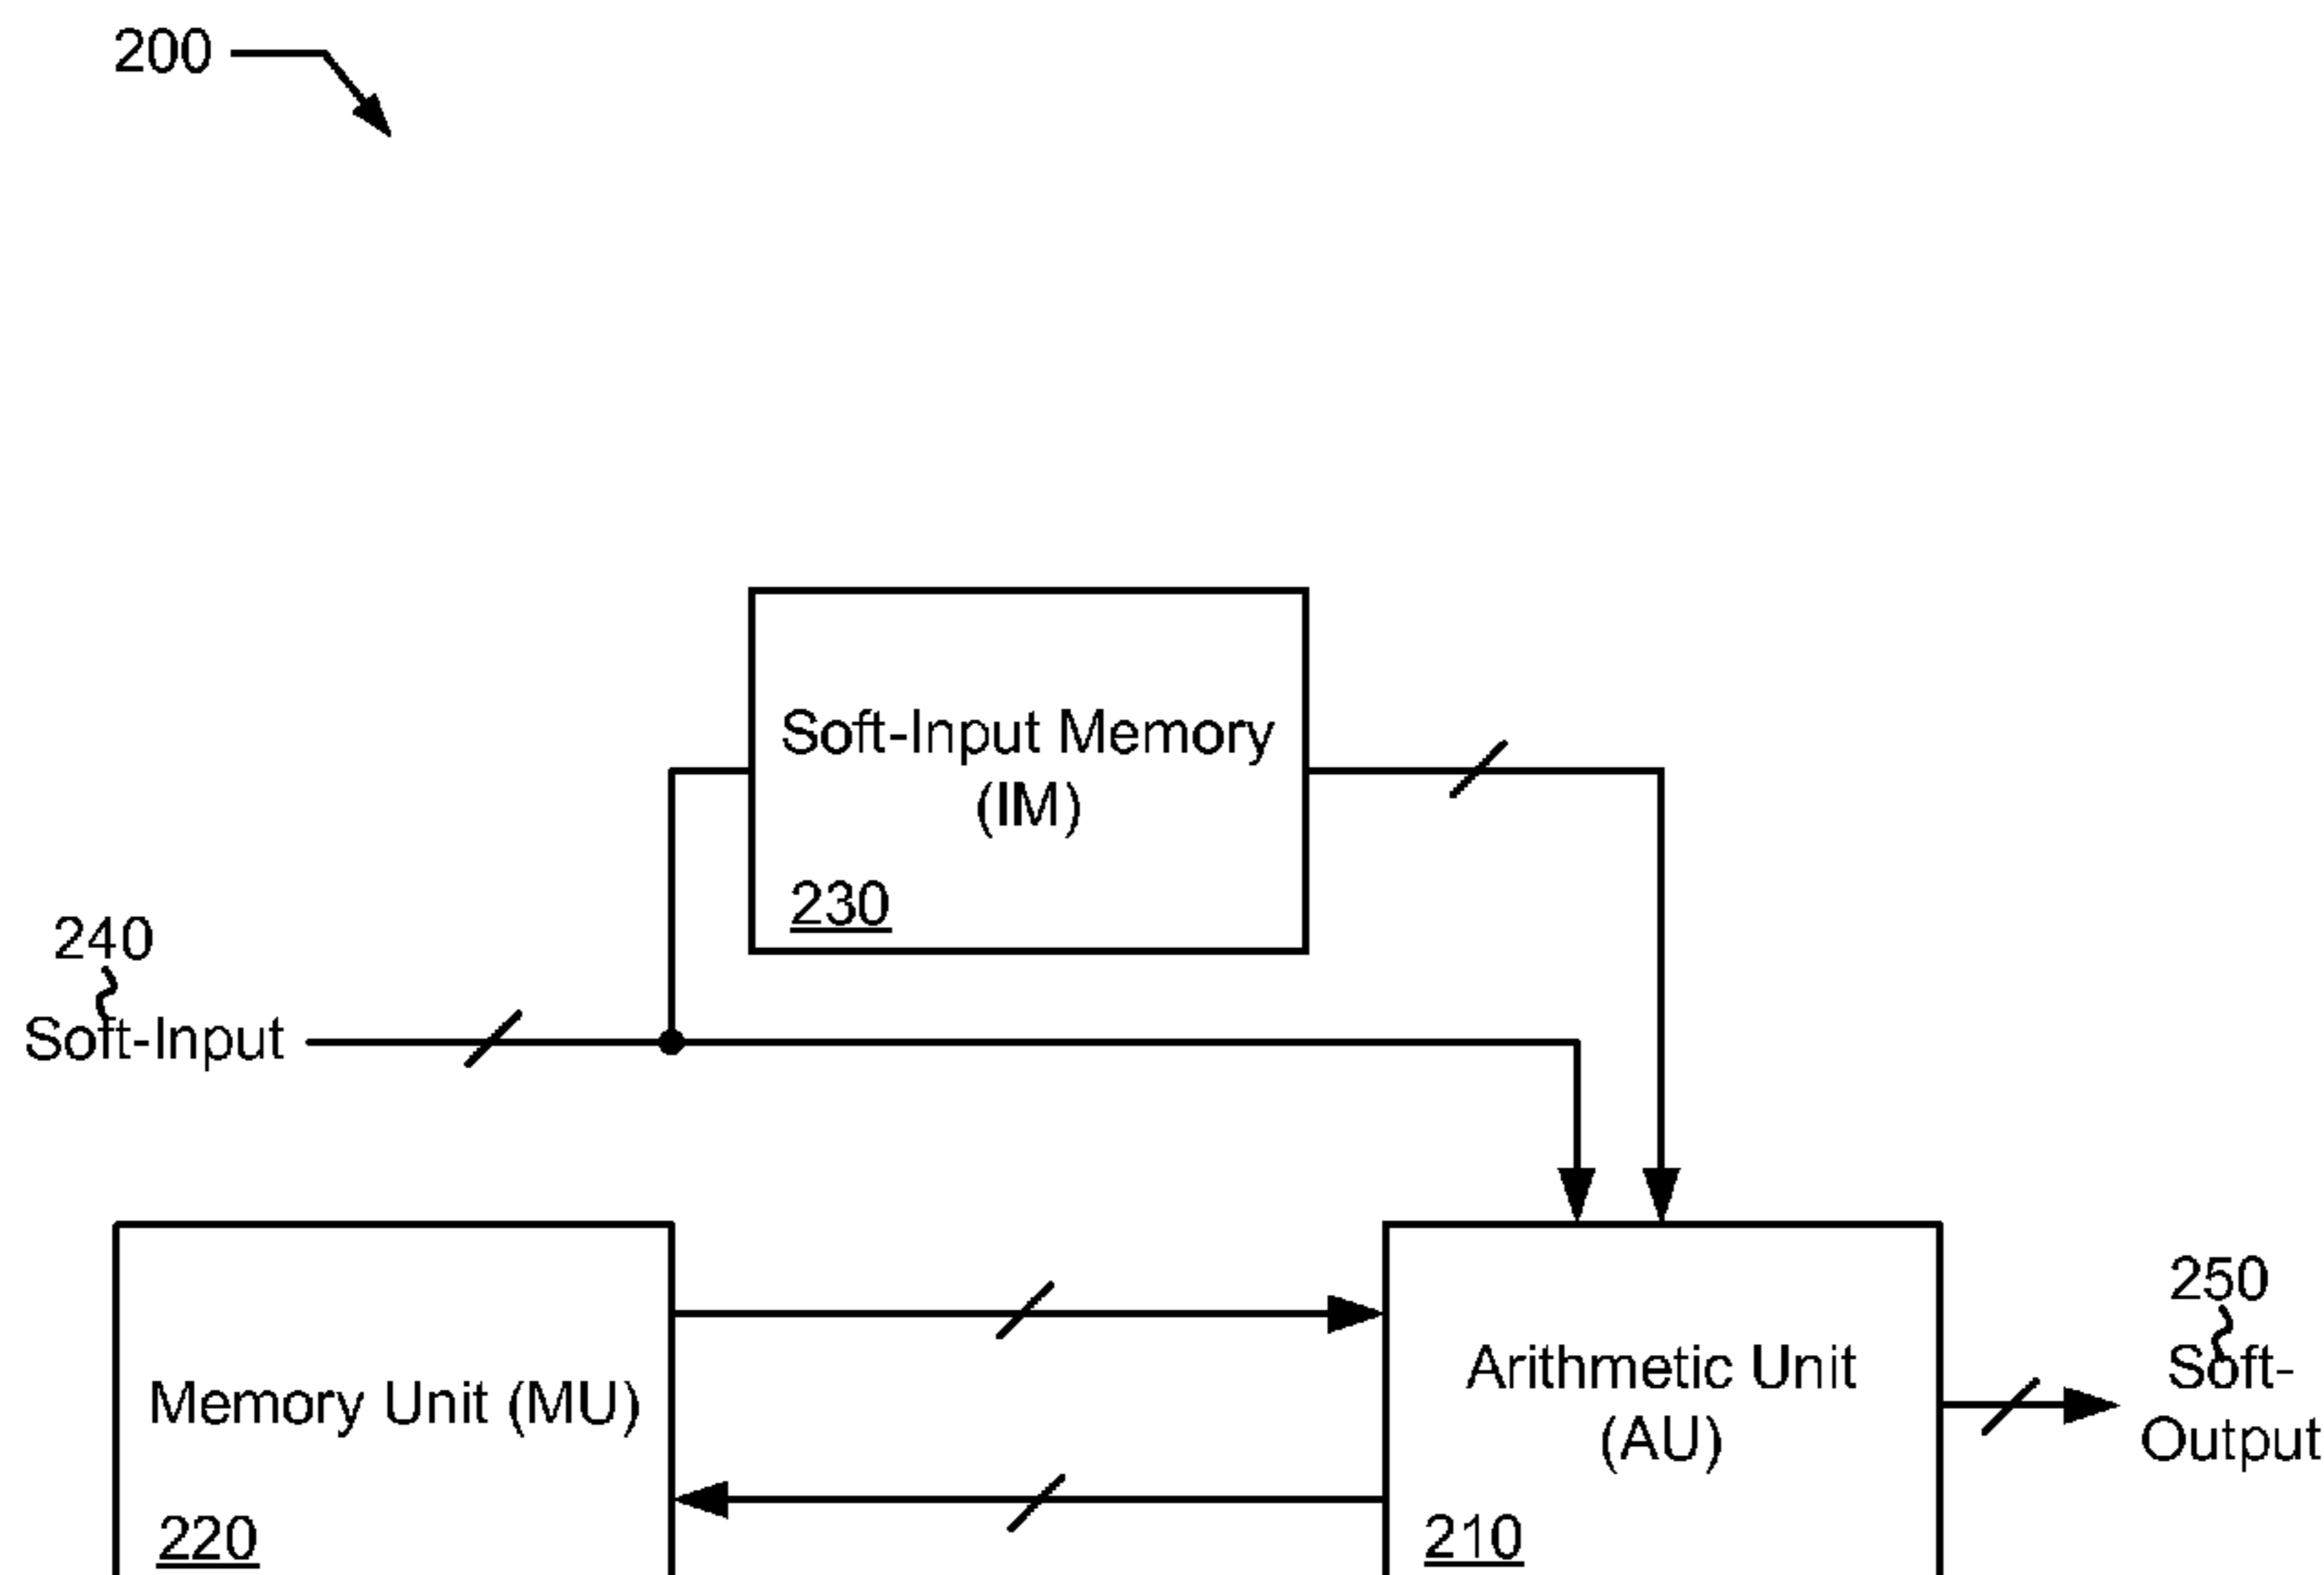 200
Soft-Input Memory
(IM)
230
240
Soft-Input
Memory Unit (MU)
220
Arithmetic Unit
(AU)
210
250
Soft-
Output